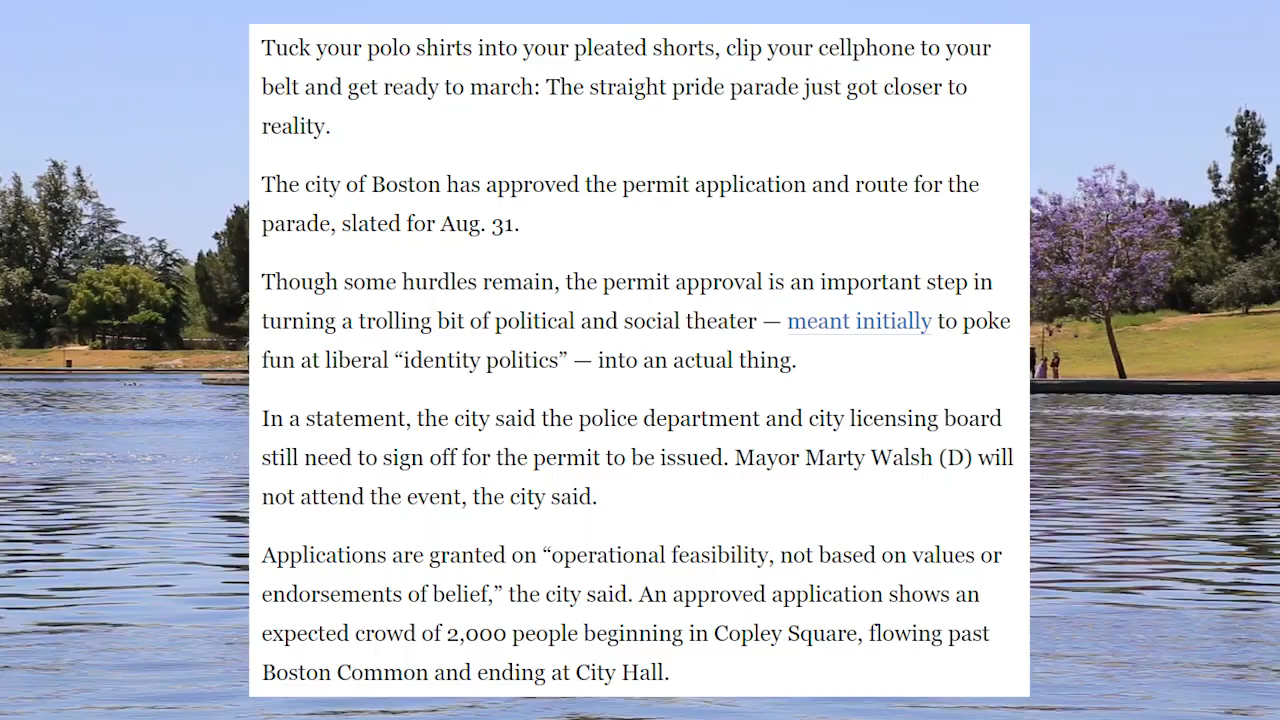 Tuck your polo shirts into your pleated shorts, clip your cellphone to your
belt and get ready to march: The straight pride parade just got closer to
reality.
The city of Boston has approved the permit application and route for the
parade, slated for Aug. 31.
Though some hurdles remain, the permit approval is an important step in
turning a trolling bit of political and social theater — meant initially to poke
fun at liberal “identity politics” — into an actual thing.
In a statement, the city said the police department and city licensing board
still need to sign off for the permit to be issued. Mayor Marty Walsh (D) will
not attend the event, the city said.
Applications are granted on “operational feasibility, not based on values or
endorsements of belief,” the city said. An approved application shows an
expected crowd of 2,000 people beginning in Copley Square, flowing past
Boston Common and ending at City Hall.